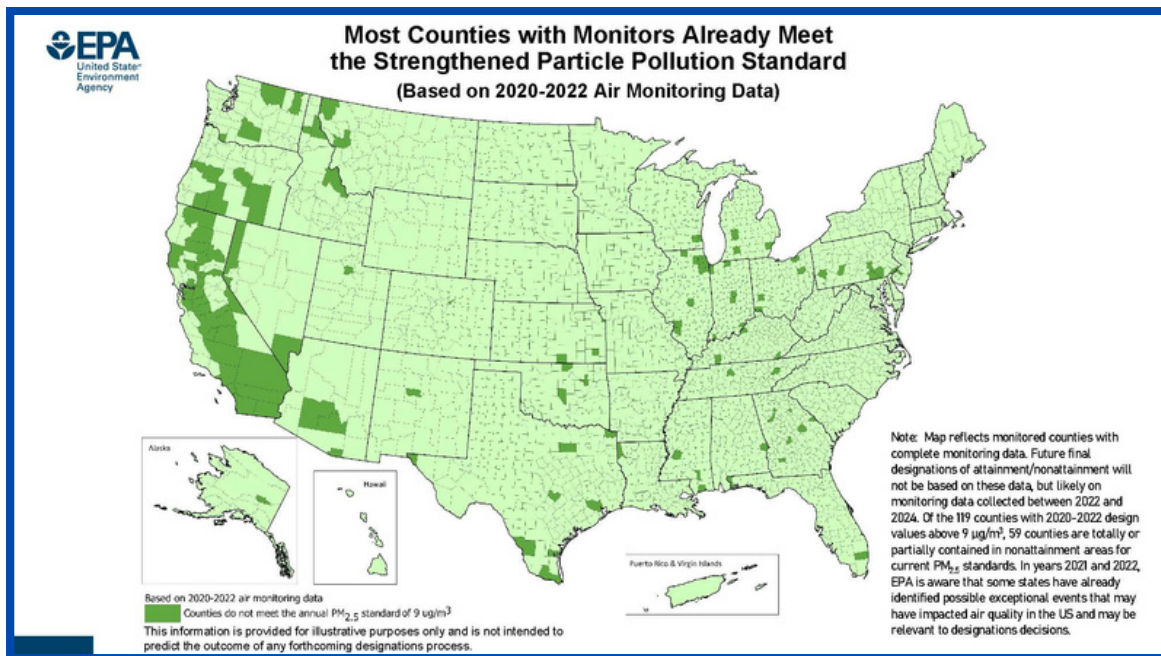 EPA
United States
Environment
Agency
Most Counties with Monitors Already Meet
the Strengthened Particle Pollution Standard
(Based on 2020-2022 Air Monitoring Data)
Alaska
Hawaii
Puerto Rico & Virgin Islands
Note: Map reflects monitored counties with
complete monitoring data. Future final
designations of attainment/nonattainment will
not be based on these data, but likely on
monitoring data collected between 2022 and
2024. Of the 119 counties with 2020-2022 design
values above 9 µg/m³, 59 counties are totally or
partially contained in nonattainment areas for
current PM₂.₅ standards. In years 2021 and 2022,
EPA is aware that some states have already
identified possible exceptional events that may
have impacted air quality in the US and may be
relevant to designations decisions.
Based on 2020-2022 air monitoring data
Counties do not meet the annual PM₂.₅ standard of 9 ug/m³
This information is provided for illustrative purposes only and is not intended to
predict the outcome of any forthcoming designations process.